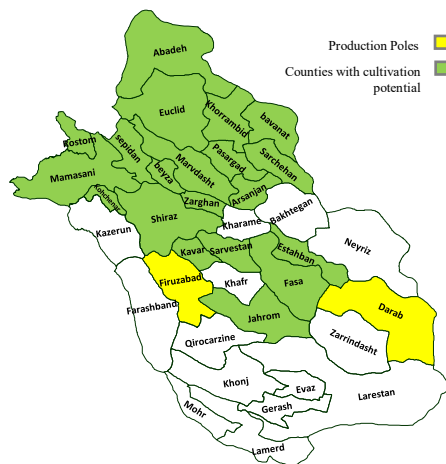 Production Poles
Counties with cultivation
potential
Abadeh
Euclid
Khorrambid
bavanat
Rostom
sepidan
Pasargad
Sarchehan
Mamasani
beyza
Marvdasht
Arsanjan
Zarghan
Bakhtegan
Shiraz
Kharame
Kazerun
Neyriz
Kavar
Sarvestan
Estahban
Firuzabad
Khafr
Fasa
Farashband
Darab
Jahrom
Qirocarzine
Zarrindasht
Khonj
Evaz
Larestan
Mohr
Gerash
Lamerd